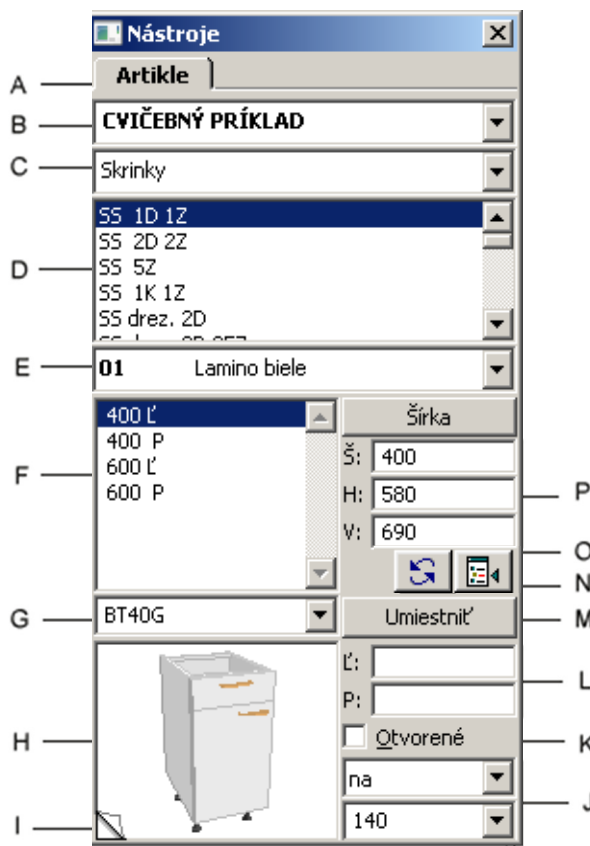 Nástroje
A Artikle
B CVIČEBNÝ PRÍKLAD
C Skrinky
SS 1D 1Z
SS 2D 2Z
D SS 5Z
SS 1K 1Z
SS drez. 2D
E 01 Lamino biele
400 Ľ Šírka
400 P Š: 400
600 Ľ
F 600 P H: 580 P
V: 690
O
N
G BT40G Umiestniť M
Ľ: L
P:
H Otvorené K
na
J
I 140